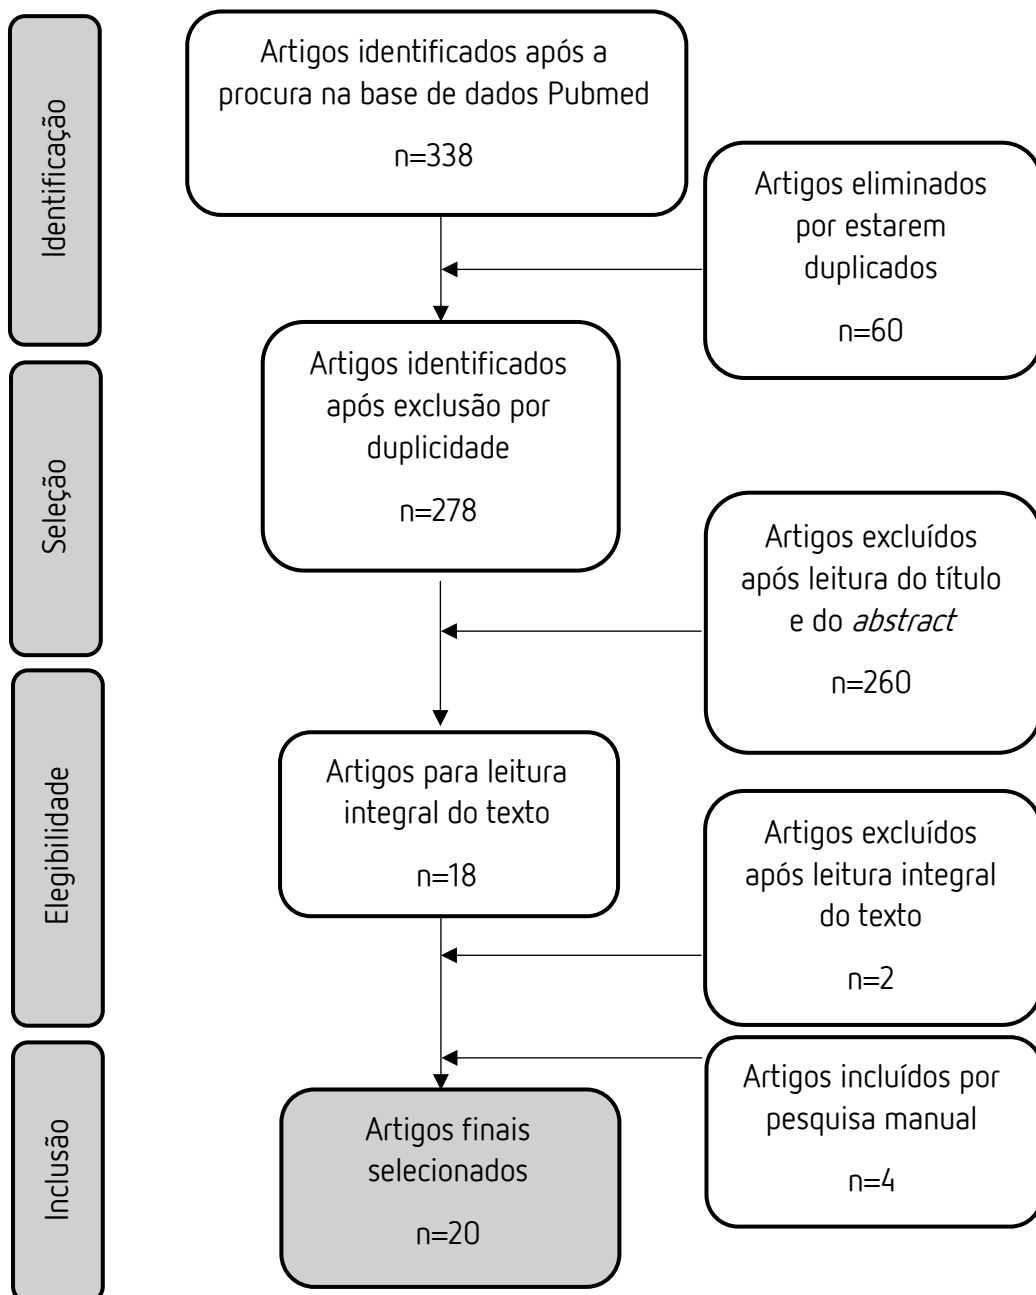 Identificação
Artigos identificados após a
procura na base de dados Pubmed
n=338
Artigos eliminados
por estarem
duplicados
n=60
Seleção
Artigos identificados
após exclusão por
duplicidade
n=278
Artigos excluídos
após leitura do título
e do abstract
n=260
Elegibilidade
Artigos para leitura
integral do texto
n=18
Artigos excluídos
após leitura integral
do texto
n=2
Inclusão
Artigos incluídos por
pesquisa manual
n=4
Artigos finais
selecionados
n=20